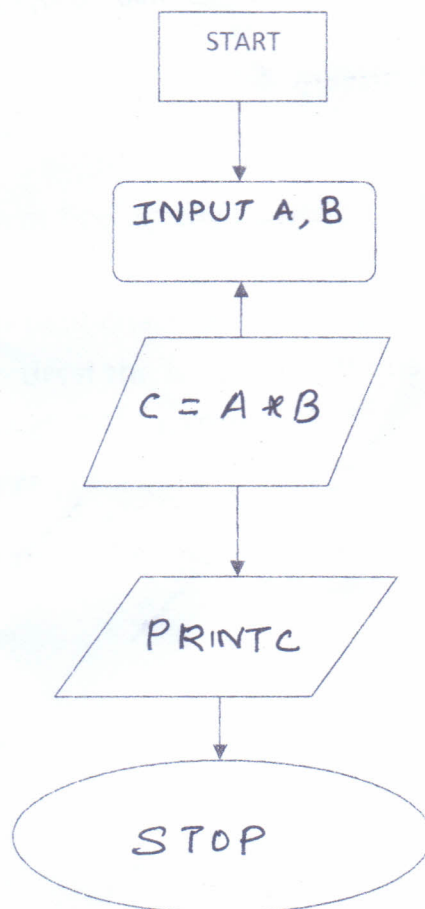 START
INPUT A, B
C = A * B
PRINTC
STOP